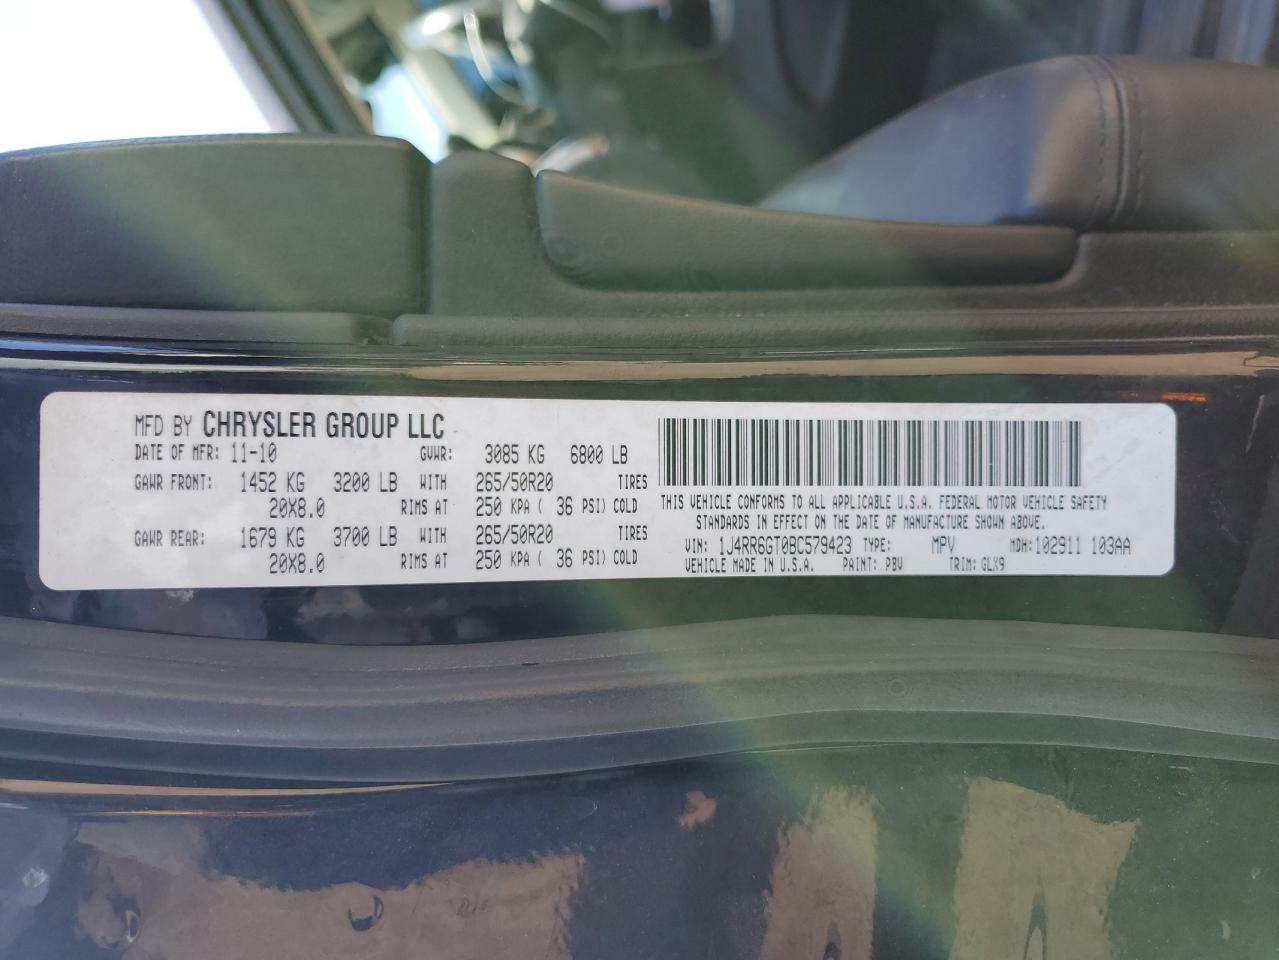 MFD BY CHRYSLER GROUP LLC
DATE OF MFR: 11-10 GVWR: 3085 KG 6800 LB
GAWR FRONT: 1452 KG 3200 LB WITH 265/50R20 TIRES
20X8.0 RIMS AT 250 KPA ( 36 PSI) COLD
GAWR REAR: 1679 KG 3700 LB WITH 265/50R20 TIRES
20X8.0 RIMS AT 250 KPA ( 36 PSI) COLD
THIS VEHICLE CONFORMS TO ALL APPLICABLE U.S.A. FEDERAL MOTOR VEHICLE SAFETY
STANDARDS IN EFFECT ON THE DATE OF MANUFACTURE SHOWN ABOVE.
VIN: 1J4RR6GT0BC579423 TYPE: MPV MDH: 102911 103AA
VEHICLE MADE IN U.S.A. PAINT: PBV TRIM: GLX9